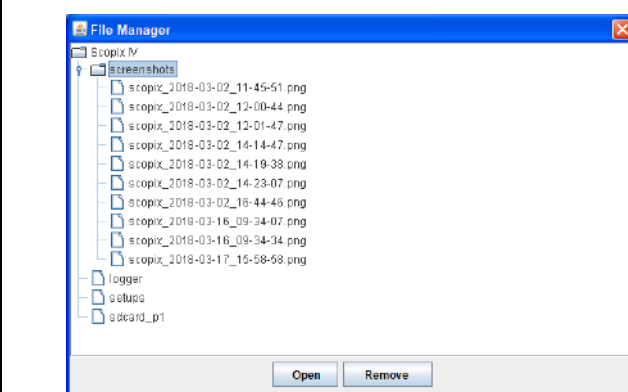 File Manager
Scopix IV
screenshots
scopix_2018-03-02_11-45-51.png
scopix_2018-03-02_12-00-44.png
scopix_2018-03-02_12-01-47.png
scopix_2018-03-02_14-14-47.png
scopix_2018-03-02_14-19-38.png
scopix_2018-03-02_14-23-07.png
scopix_2018-03-02_16-44-46.png
scopix_2018-03-16_09-34-07.png
scopix_2018-03-16_09-34-34.png
scopix_2018-03-17_15-58-58.png
logger
setups
sdcard_p1
Open Remove